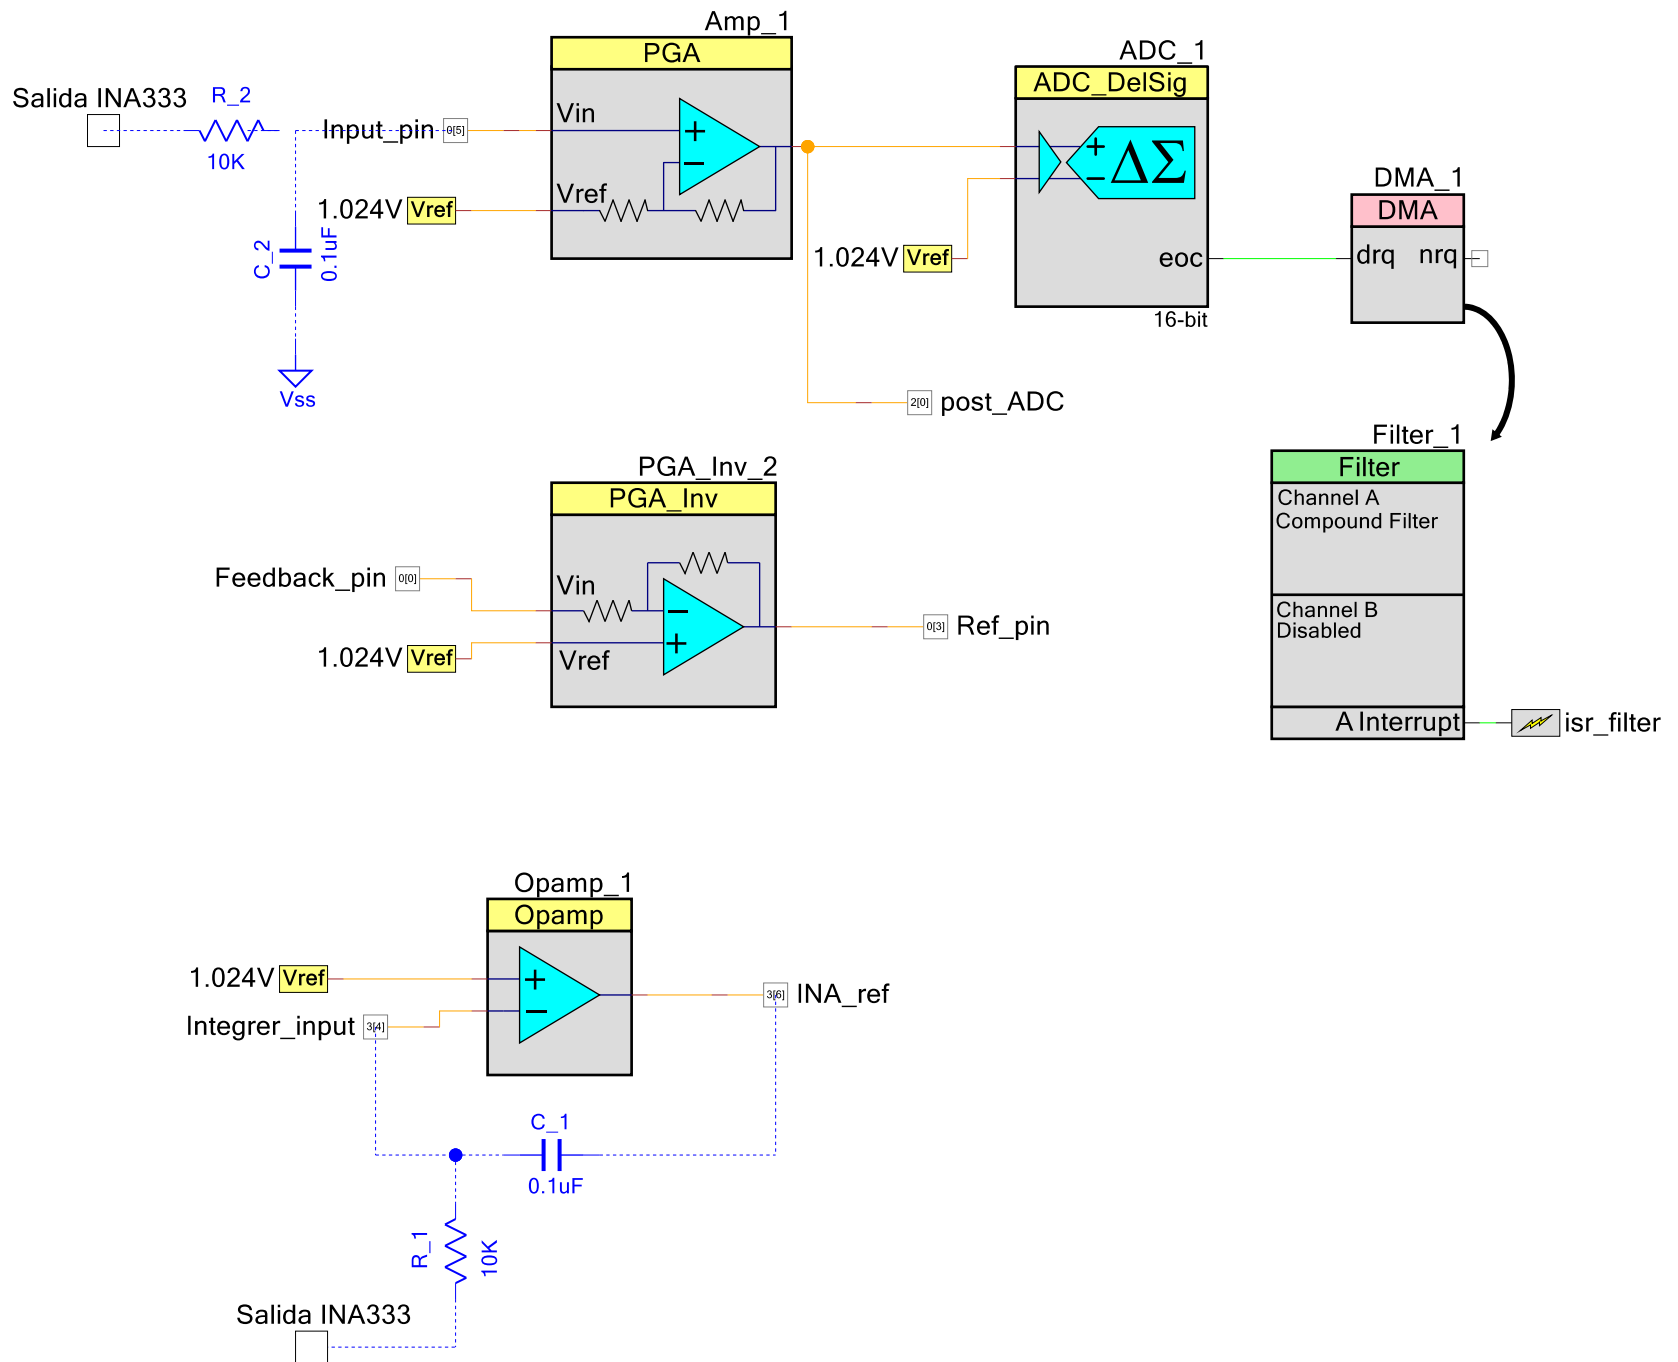 Amp_1
PGA
Salida INA333
R_2
10K
Input_pin
0[5]
Vin
+
−
Vref
1.024V Vref
C_2
0.1uF
Vss
ADC_1
ADC_DelSig
+
−
ΔΣ
1.024V Vref
eoc
16-bit
DMA_1
DMA
drq nrq
2[0] post_ADC
PGA_Inv_2
PGA_Inv
Feedback_pin 0[0]
Vin
−
+
1.024V Vref
Vref
0[3] Ref_pin
Filter_1
Filter
Channel A
Compound Filter
Channel B
Disabled
A Interrupt
isr_filter
Opamp_1
Opamp
1.024V Vref
+
−
Integrer_input 3[4]
3[6] INA_ref
C_1
0.1uF
R_1
10K
Salida INA333